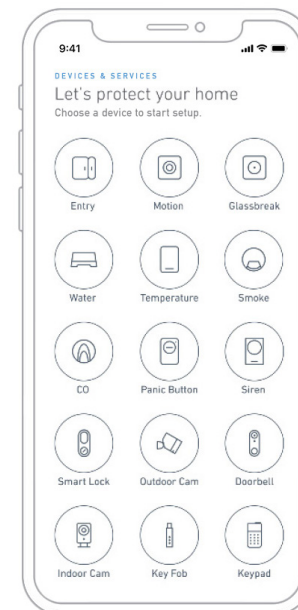 9:41
DEVICES & SERVICES
Let's protect your home
Choose a device to start setup.
Entry Motion Glassbreak
Water Temperature Smoke
CO Panic Button Siren
Smart Lock Outdoor Cam Doorbell
Indoor Cam Key Fob Keypad